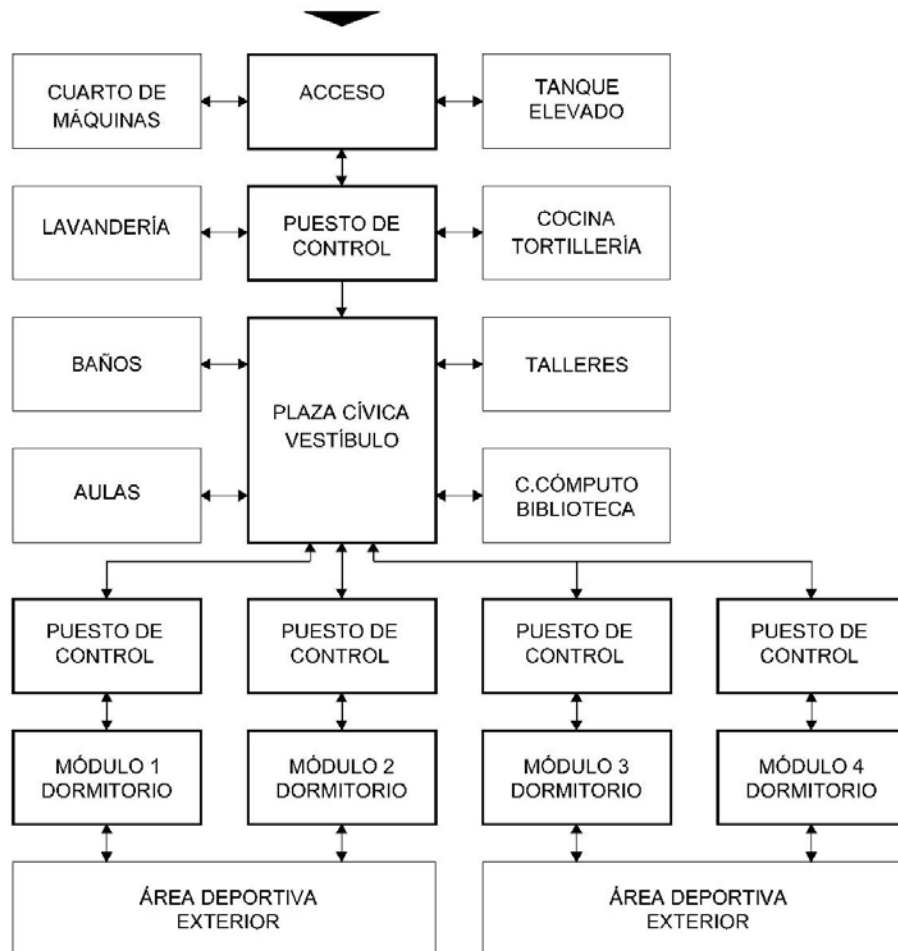 CUARTO DE
MÁQUINAS
ACCESO
TANQUE
ELEVADO
LAVANDERÍA
PUESTO DE
CONTROL
COCINA
TORTILLERÍA
BAÑOS
PLAZA CÍVICA
VESTÍBULO
TALLERES
AULAS
C.CÓMPUTO
BIBLIOTECA
PUESTO DE
CONTROL
PUESTO DE
CONTROL
PUESTO DE
CONTROL
PUESTO DE
CONTROL
MÓDULO 1
DORMITORIO
MÓDULO 2
DORMITORIO
MÓDULO 3
DORMITORIO
MÓDULO 4
DORMITORIO
ÁREA DEPORTIVA
EXTERIOR
ÁREA DEPORTIVA
EXTERIOR